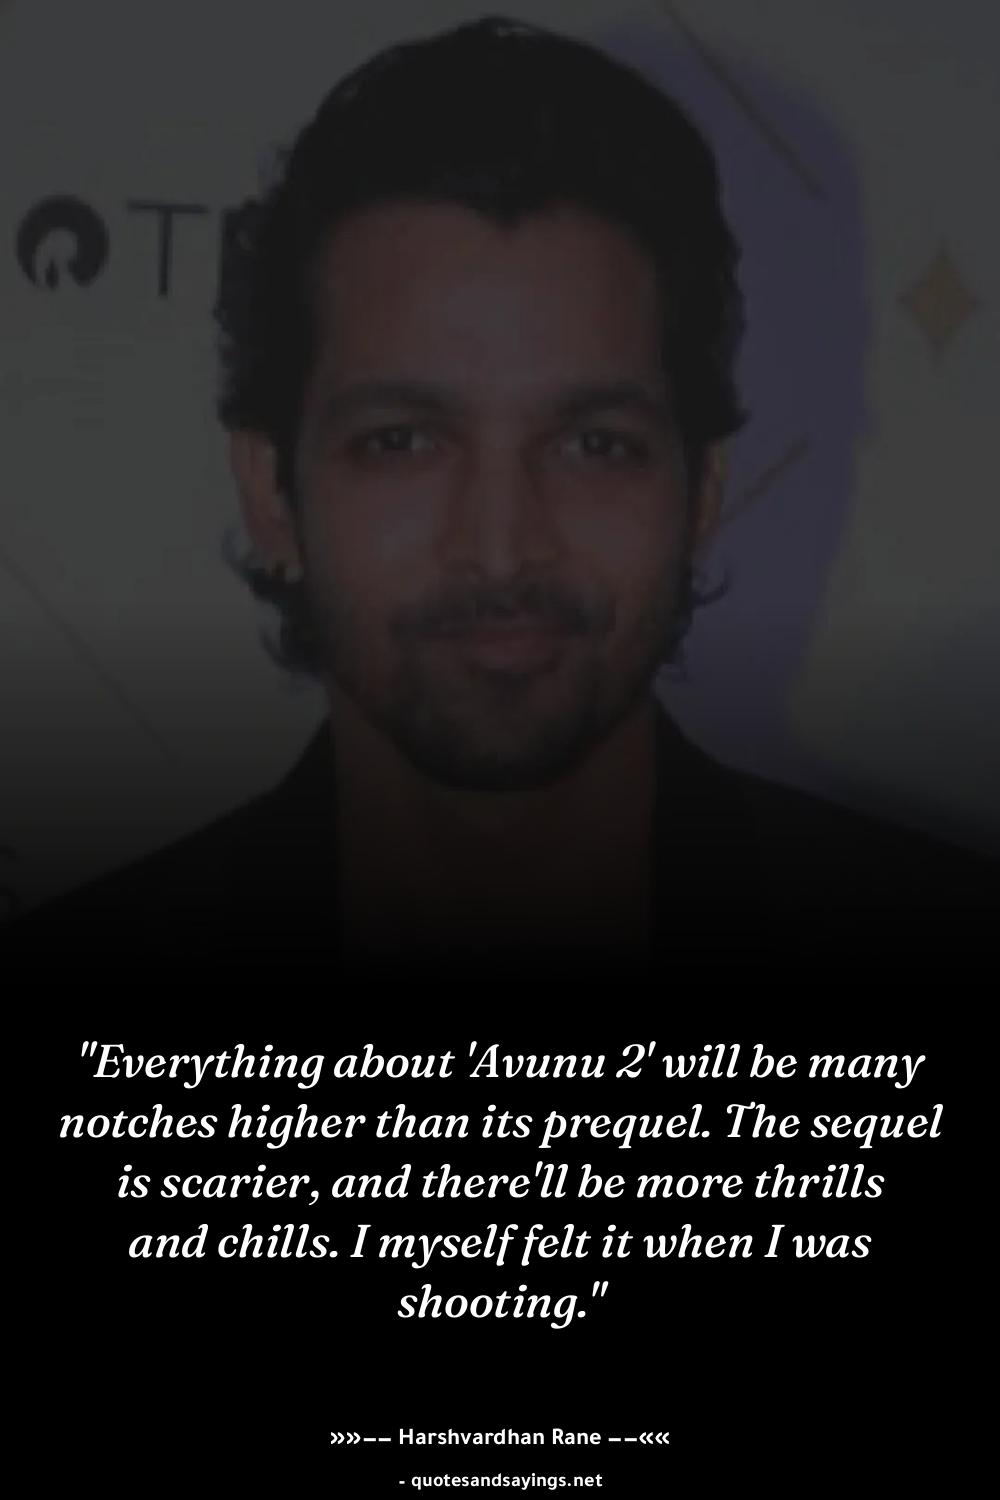 T
"Everything about 'Avunu 2' will be many
notches higher than its prequel. The sequel
is scarier, and there'll be more thrills
and chills. I myself felt it when I was
shooting."
»»–– Harshvardhan Rane ––««
- quotesandsayings.net